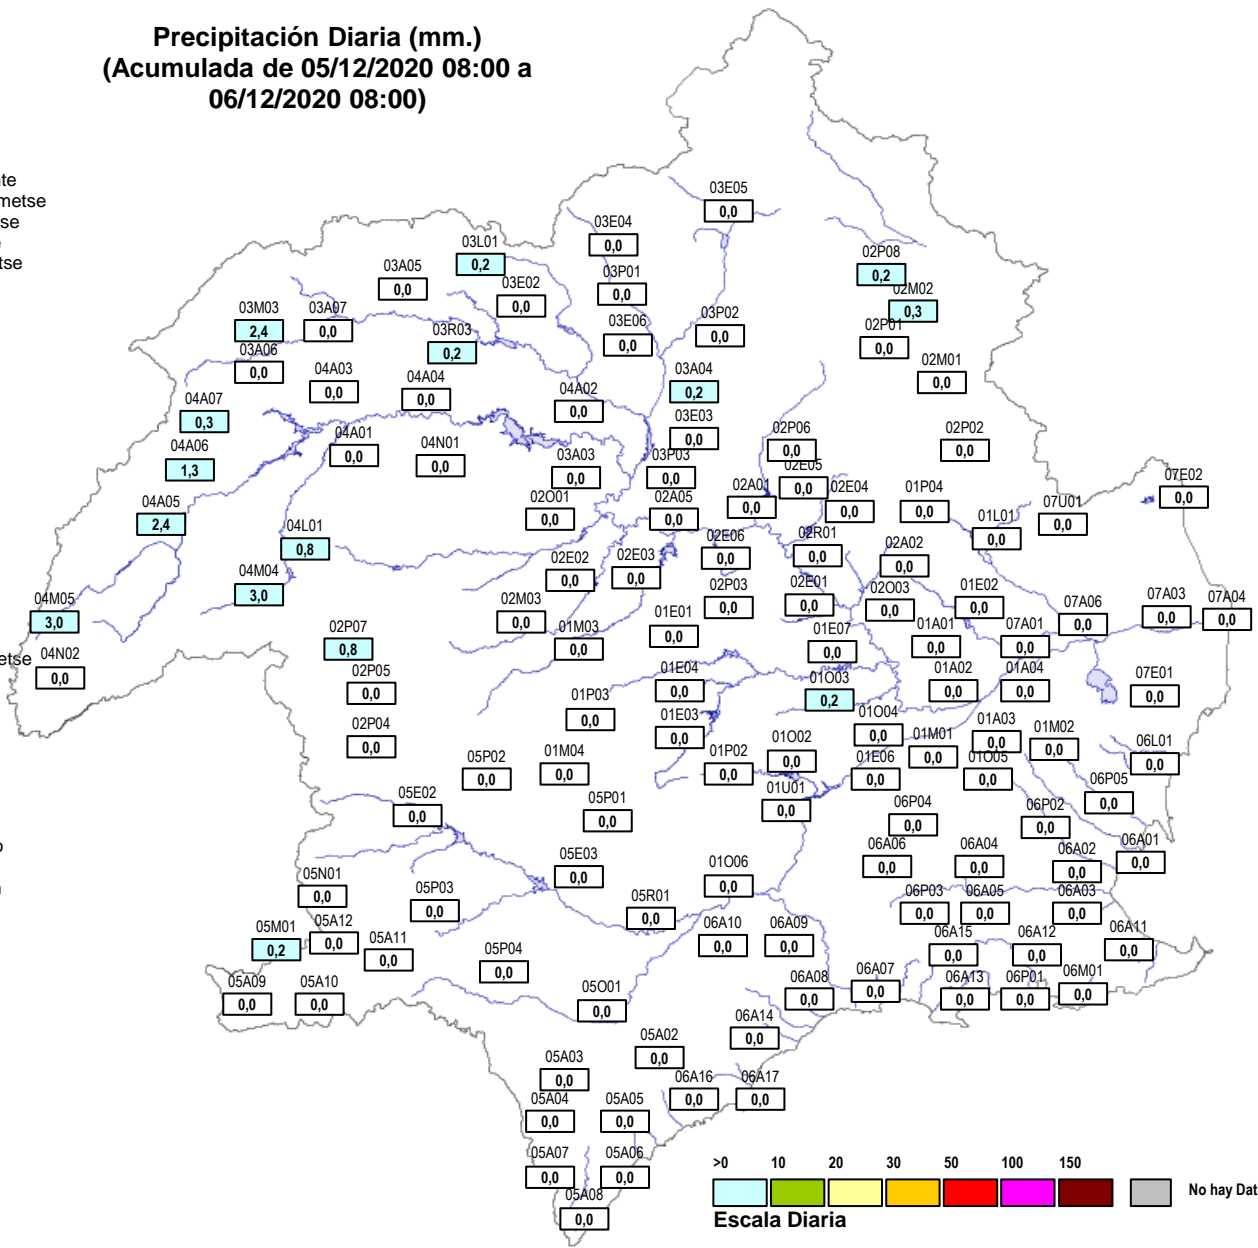 Precipitación Diaria (mm.)
(Acumulada de 05/12/2020 08:00 a
06/12/2020 08:00)
te
metse
se
tse
03E05
0,0
03E04
0,0
03L01
0,2
02P08
0,2
03A05
0,0
03P01
0,0
03E02
0,0
02M02
0,3
03M03
2,4
03A07
0,0
03P02
0,0
03E06
0,0
03R03
0,2
02P01
0,0
03A06
0,0
02M01
0,0
04A03
0,0
04A04
0,0
03A04
0,2
04A02
0,0
04A07
0,3
03E03
0,0
02P06
0,0
02P02
0,0
04A01
0,0
04N01
0,0
04A06
1,3
03A03
0,0
03P03
0,0
02E05
0,0
07E02
0,0
02A01
0,0
02E04
0,0
01P04
0,0
04A05
2,4
02O01
0,0
02A05
0,0
07U01
0,0
01L01
0,0
04L01
0,8
02E06
0,0
02R01
0,0
02A02
0,0
02E02
0,0
02E03
0,0
04M04
3,0
02P03
0,0
02E01
0,0
02O03
0,0
01E02
0,0
04M05
3,0
02M03
0,0
07A06
0,0
07A03
0,0
07A04
0,0
01E01
0,0
01M03
0,0
01E07
0,0
01A01
0,0
07A01
0,0
02P07
0,8
etse
04N02
0,0
02P05
0,0
01E04
0,0
01O03
0,2
01A02
0,0
01A04
0,0
07E01
0,0
01P03
0,0
02P04
0,0
01E03
0,0
01O04
0,0
01A03
0,0
01M02
0,0
01M01
0,0
06L01
0,0
05P02
0,0
01M04
0,0
01P02
0,0
01O02
0,0
01E06
0,0
01O05
0,0
05E02
0,0
05P01
0,0
01U01
0,0
06P05
0,0
06P04
0,0
06P02
0,0
05E03
0,0
01O06
0,0
06A06
0,0
06A04
0,0
06A02
0,0
06A01
0,0
05N01
0,0
05P03
0,0
05R01
0,0
06P03
0,0
06A05
0,0
06A03
0,0
05M01
0,2
05A12
0,0
05A11
0,0
06A10
0,0
06A09
0,0
06A15
0,0
06A12
0,0
06A11
0,0
05P04
0,0
05A09
0,0
05A10
0,0
05O01
0,0
06A08
0,0
06A07
0,0
06A13
0,0
06P01
0,0
06M01
0,0
06A14
0,0
05A02
0,0
05A03
0,0
06A16
0,0
06A17
0,0
05A04
0,0
05A05
0,0
05A07
0,0
05A06
0,0
05A08
0,0
>0 10 20 30 50 100 150
No hay Dat
Escala Diaria